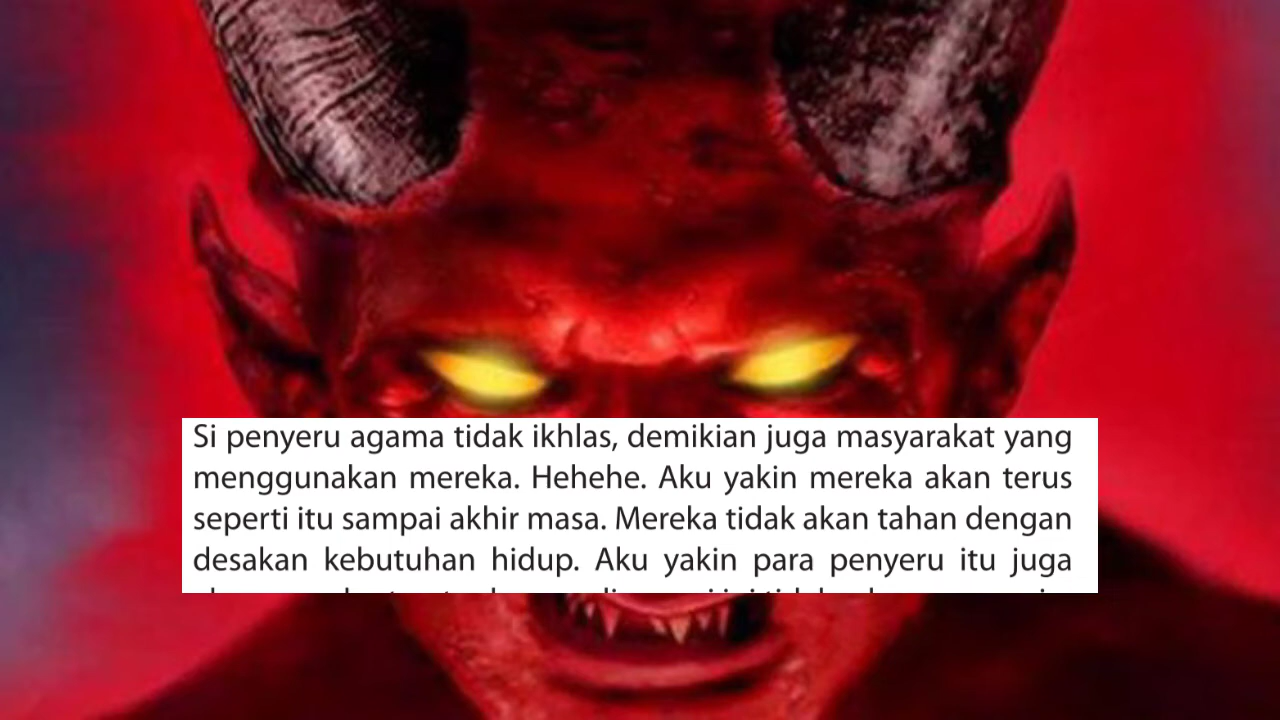 Si penyeru agama tidak ikhlas, demikian juga masyarakat yang
menggunakan mereka. Hehehe. Aku yakin mereka akan terus
seperti itu sampai akhir masa. Mereka tidak akan tahan dengan
desakan kebutuhan hidup. Aku yakin para penyeru itu juga